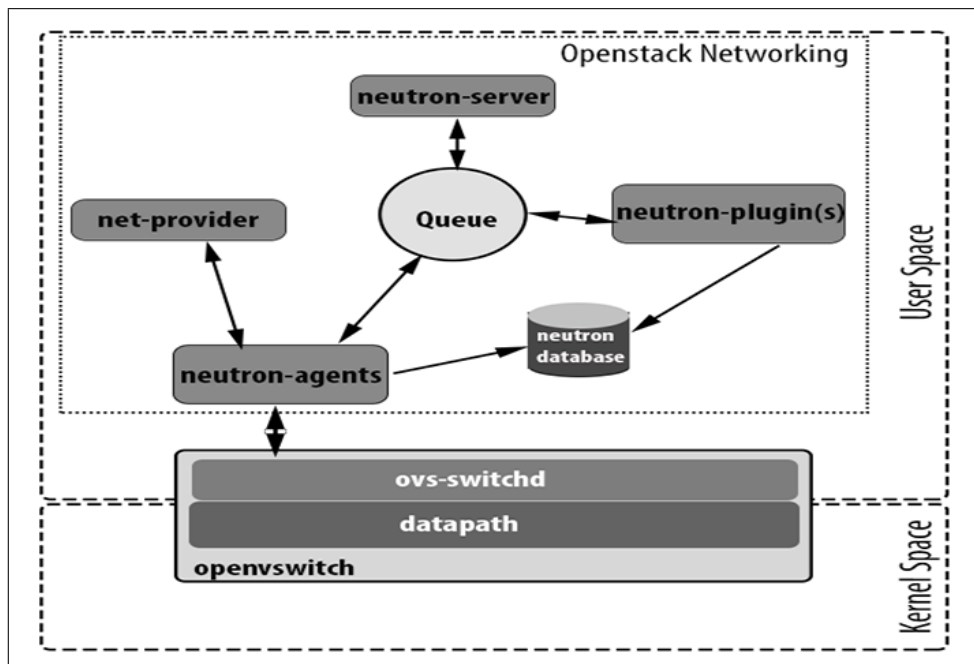 Openstack Networking
neutron-server
net-provider
Queue
neutron-plugin(s)
User Space
neutron
database
neutron-agents
ovs-switchd
datapath
openvswitch
Kernel Space